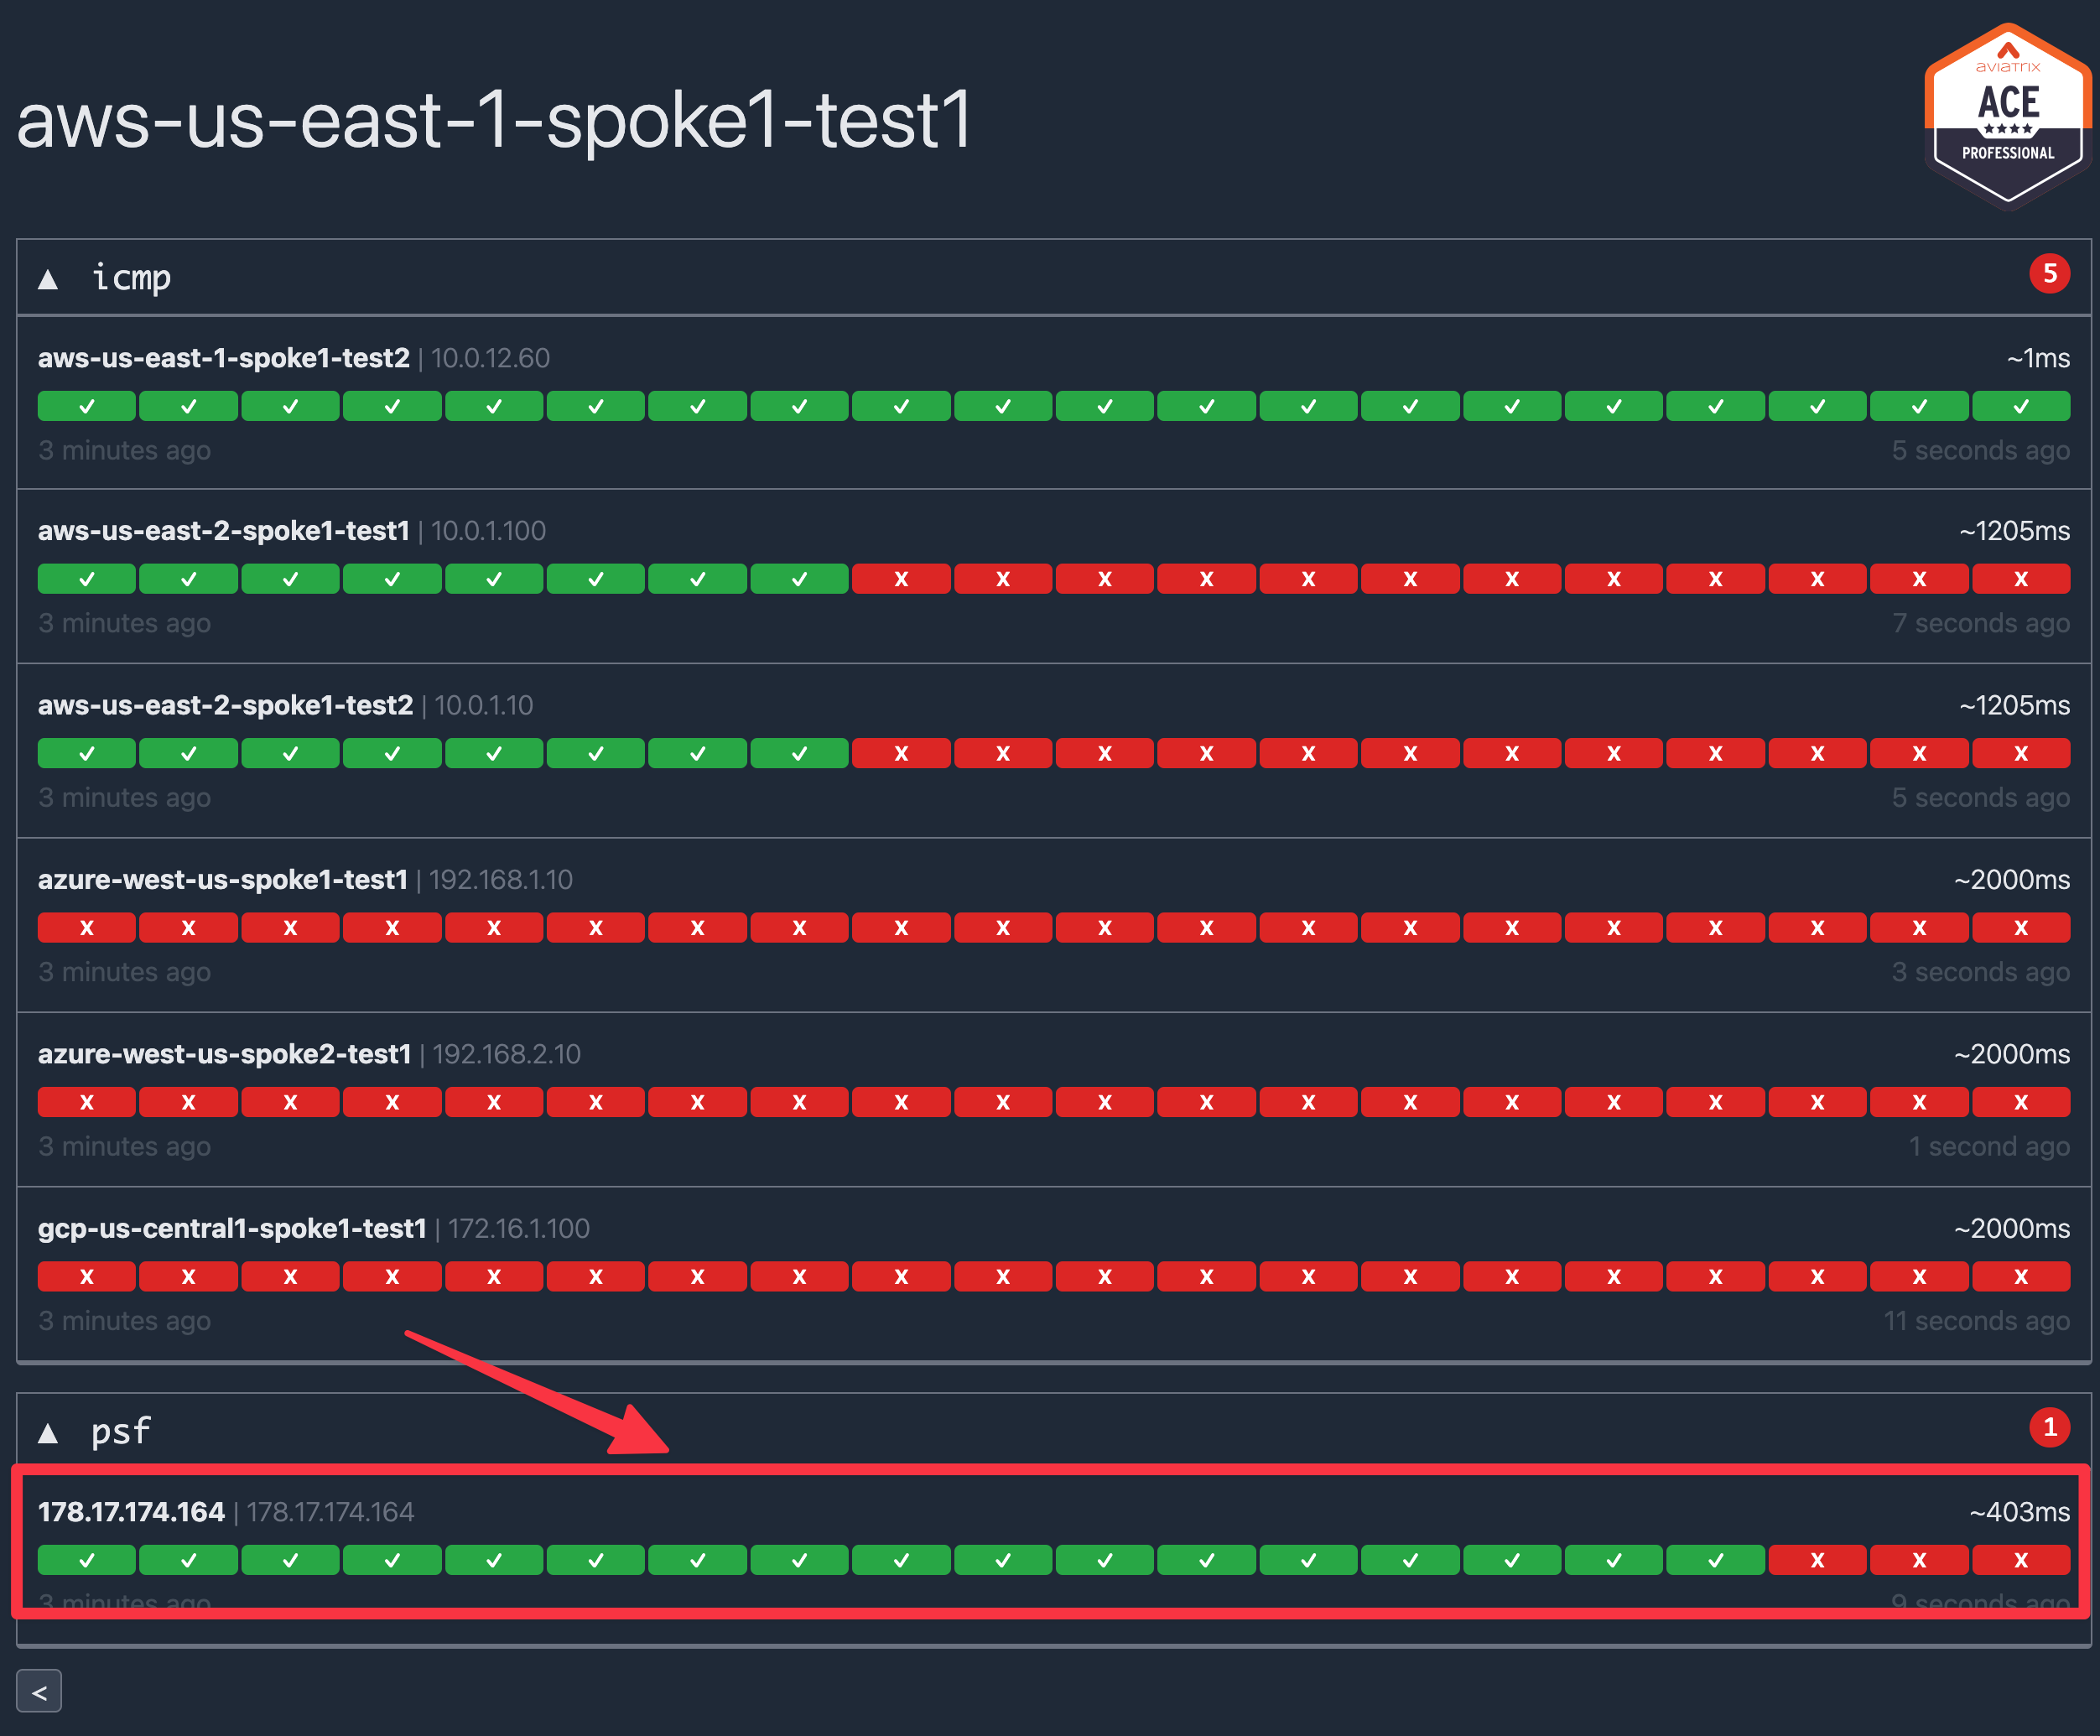 aws-us-east-1-spoke1-test1
aviatrix
ACE
PROFESSIONAL
▲ icmp 5
aws-us-east-1-spoke1-test2 | 10.0.12.60 ~1ms
✓ ✓ ✓ ✓ ✓ ✓ ✓ ✓ ✓ ✓ ✓ ✓ ✓ ✓ ✓ ✓ ✓ ✓ ✓ ✓
3 minutes ago 5 seconds ago
aws-us-east-2-spoke1-test1 | 10.0.1.100 ~1205ms
✓ ✓ ✓ ✓ ✓ ✓ ✓ ✓ X X X X X X X X X X X X
3 minutes ago 7 seconds ago
aws-us-east-2-spoke1-test2 | 10.0.1.10 ~1205ms
✓ ✓ ✓ ✓ ✓ ✓ ✓ ✓ X X X X X X X X X X X X
3 minutes ago 5 seconds ago
azure-west-us-spoke1-test1 | 192.168.1.10 ~2000ms
X X X X X X X X X X X X X X X X X X X X
3 minutes ago 3 seconds ago
azure-west-us-spoke2-test1 | 192.168.2.10 ~2000ms
X X X X X X X X X X X X X X X X X X X X
3 minutes ago 1 second ago
gcp-us-central1-spoke1-test1 | 172.16.1.100 ~2000ms
X X X X X X X X X X X X X X X X X X X X
3 minutes ago 11 seconds ago
▲ psf 1
178.17.174.164 | 178.17.174.164 ~403ms
✓ ✓ ✓ ✓ ✓ ✓ ✓ ✓ ✓ ✓ ✓ ✓ ✓ ✓ ✓ ✓ ✓ X X X
3 minutes ago 9 seconds ago
<